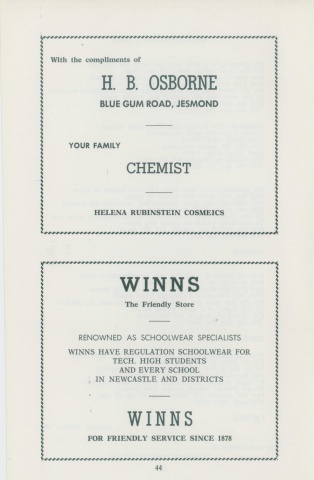 With the compliments of
H. B. OSBORNE
BLUE GUM ROAD, JESMOND
YOUR FAMILY
CHEMIST
HELENA RUBINSTEIN COSMEICS
WINNS
The Friendly Store
RENOWNED AS SCHOOLWEAR SPECIALISTS
WINNS HAVE REGULATION SCHOOLWEAR FOR
TECH. HIGH STUDENTS
AND EVERY SCHOOL
IN NEWCASTLE AND DISTRICTS
WINNS
FOR FRIENDLY SERVICE SINCE 1878
44